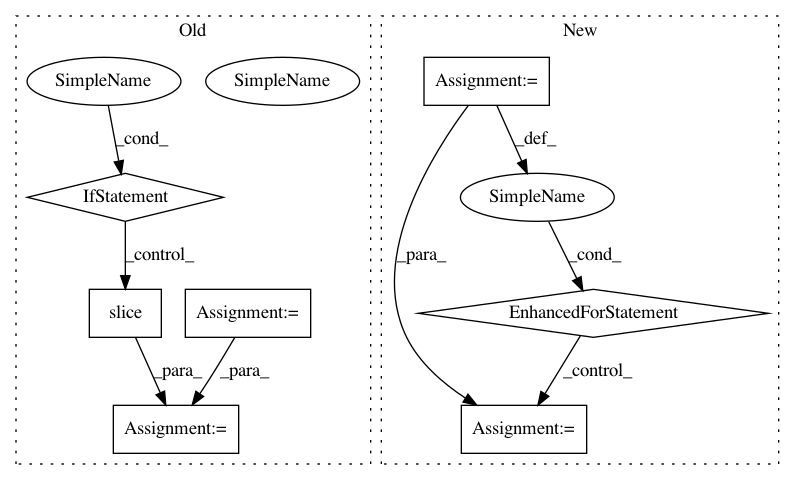 Old
New
SimpleName
SimpleName
Assignment:=
_cond_
_def_
IfStatement
SimpleName
_control_
_para_
_cond_
slice
Assignment:=
EnhancedForStatement
_para_
_para_
_control_
Assignment:=
Assignment:=